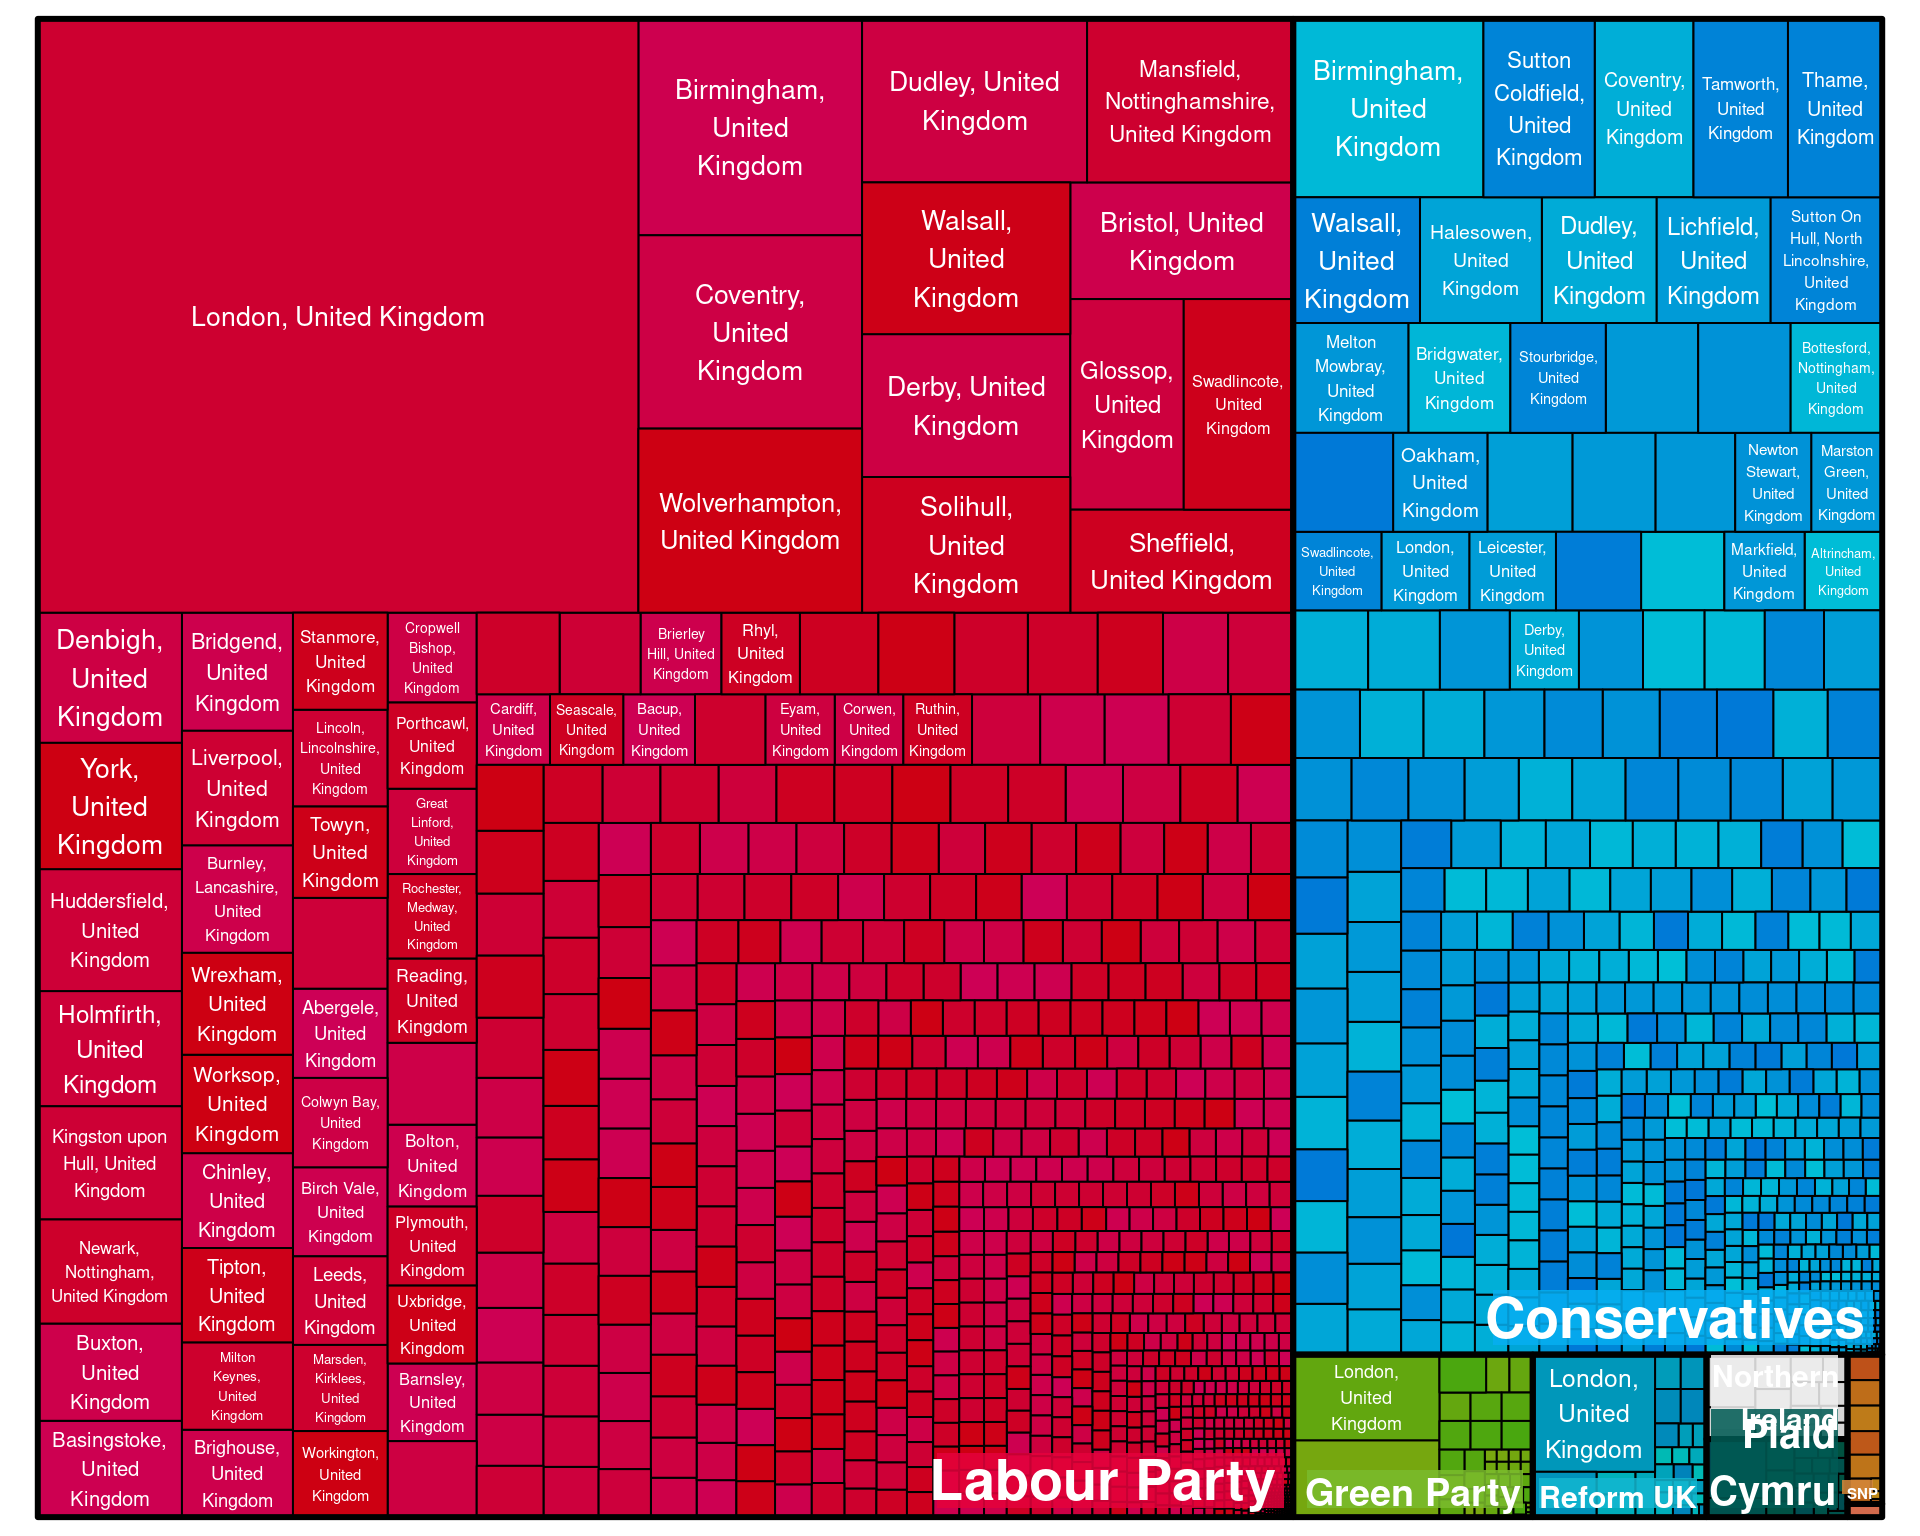 London, United Kingdom
Birmingham,
United
Kingdom
Coventry,
United
Kingdom
Wolverhampton,
United Kingdom
Dudley, United
Kingdom
Mansfield,
Nottinghamshire,
United Kingdom
Walsall,
United
Kingdom
Bristol, United
Kingdom
Derby, United
Kingdom
Glossop,
United
Kingdom
Swadlincote,
United
Kingdom
Solihull,
United
Kingdom
Sheffield,
United Kingdom
Denbigh,
United
Kingdom
York,
United
Kingdom
Huddersfield,
United
Kingdom
Holmfirth,
United
Kingdom
Kingston upon
Hull, United
Kingdom
Newark,
Nottingham,
United Kingdom
Buxton,
United
Kingdom
Basingstoke,
United
Kingdom
Bridgend,
United
Kingdom
Liverpool,
United
Kingdom
Burnley,
Lancashire,
United
Kingdom
Wrexham,
United
Kingdom
Worksop,
United
Kingdom
Chinley,
United
Kingdom
Tipton,
United
Kingdom
Milton
Keynes,
United
Kingdom
Brighouse,
United
Kingdom
Stanmore,
United
Kingdom
Lincoln,
Lincolnshire,
United
Kingdom
Towyn,
United
Kingdom
Abergele,
United
Kingdom
Colwyn Bay,
United
Kingdom
Birch Vale,
United
Kingdom
Leeds,
United
Kingdom
Marsden,
Kirklees,
United
Kingdom
Workington,
United
Kingdom
Cropwell
Bishop,
United
Kingdom
Porthcawl,
United
Kingdom
Great
Linford,
United
Kingdom
Rochester,
Medway,
United
Kingdom
Reading,
United
Kingdom
Bolton,
United
Kingdom
Plymouth,
United
Kingdom
Uxbridge,
United
Kingdom
Barnsley,
United
Kingdom
Brierley
Hill, United
Kingdom
Rhyl,
United
Kingdom
Cardiff,
United
Kingdom
Seascale,
United
Kingdom
Bacup,
United
Kingdom
Eyam,
United
Kingdom
Corwen,
United
Kingdom
Ruthin,
United
Kingdom
Labour Party
Birmingham,
United
Kingdom
Sutton
Coldfield,
United
Kingdom
Coventry,
United
Kingdom
Tamworth,
United
Kingdom
Thame,
United
Kingdom
Walsall,
United
Kingdom
Halesowen,
United
Kingdom
Dudley,
United
Kingdom
Lichfield,
United
Kingdom
Sutton On
Hull, North
Lincolnshire,
United
Kingdom
Melton
Mowbray,
United
Kingdom
Bridgwater,
United
Kingdom
Stourbridge,
United
Kingdom
Bottesford,
Nottingham,
United
Kingdom
Oakham,
United
Kingdom
Newton
Stewart,
United
Kingdom
Marston
Green,
United
Kingdom
Swadlincote,
United
Kingdom
London,
United
Kingdom
Leicester,
United
Kingdom
Markfield,
United
Kingdom
Altrincham,
United
Kingdom
Derby,
United
Kingdom
Conservatives
London,
United
Kingdom
Green Party
London,
United
Kingdom
Reform UK
Northern
Ireland
Plaid
Cymru
SNP